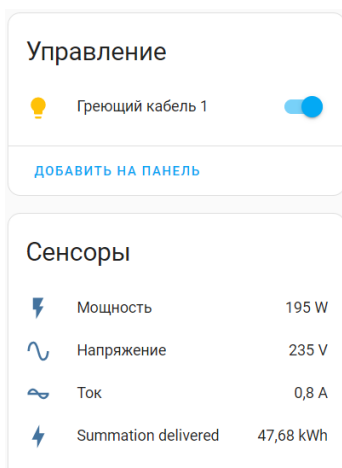 Управление
Греющий кабель 1
ДОБАВИТЬ НА ПАНЕЛЬ
Сенсоры
Мощность 195 W
Напряжение 235 V
Ток 0,8 A
Summation delivered 47,68 kWh